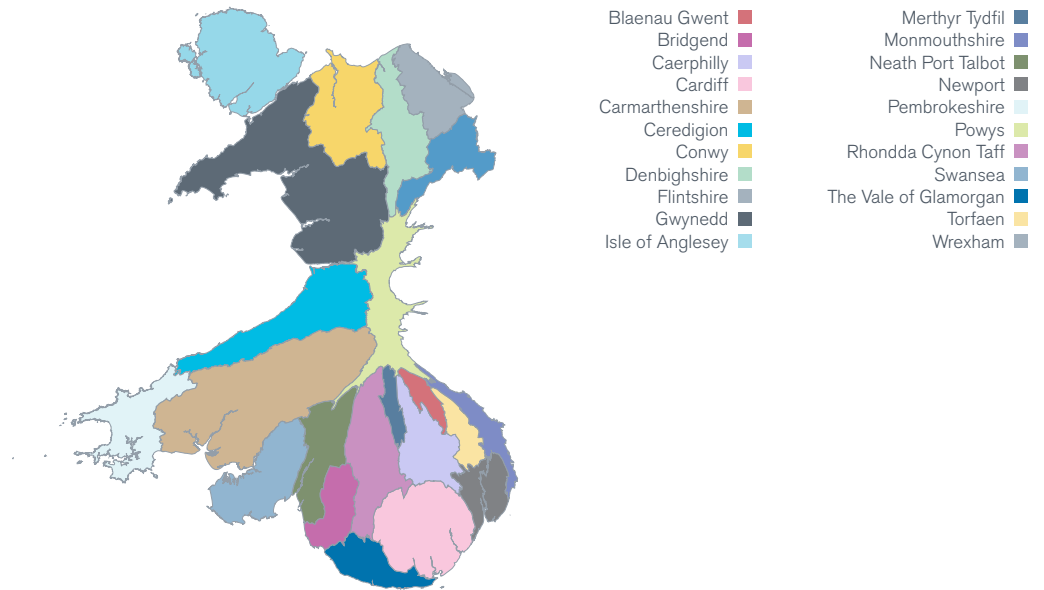 Blaenau Gwent
Bridgend
Caerphilly
Cardiff
Carmarthenshire
Ceredigion
Conwy
Denbighshire
Flintshire
Gwynedd
Isle of Anglesey
Merthyr Tydfil
Monmouthshire
Neath Port Talbot
Newport
Pembrokeshire
Powys
Rhondda Cynon Taff
Swansea
The Vale of Glamorgan
Torfaen
Wrexham